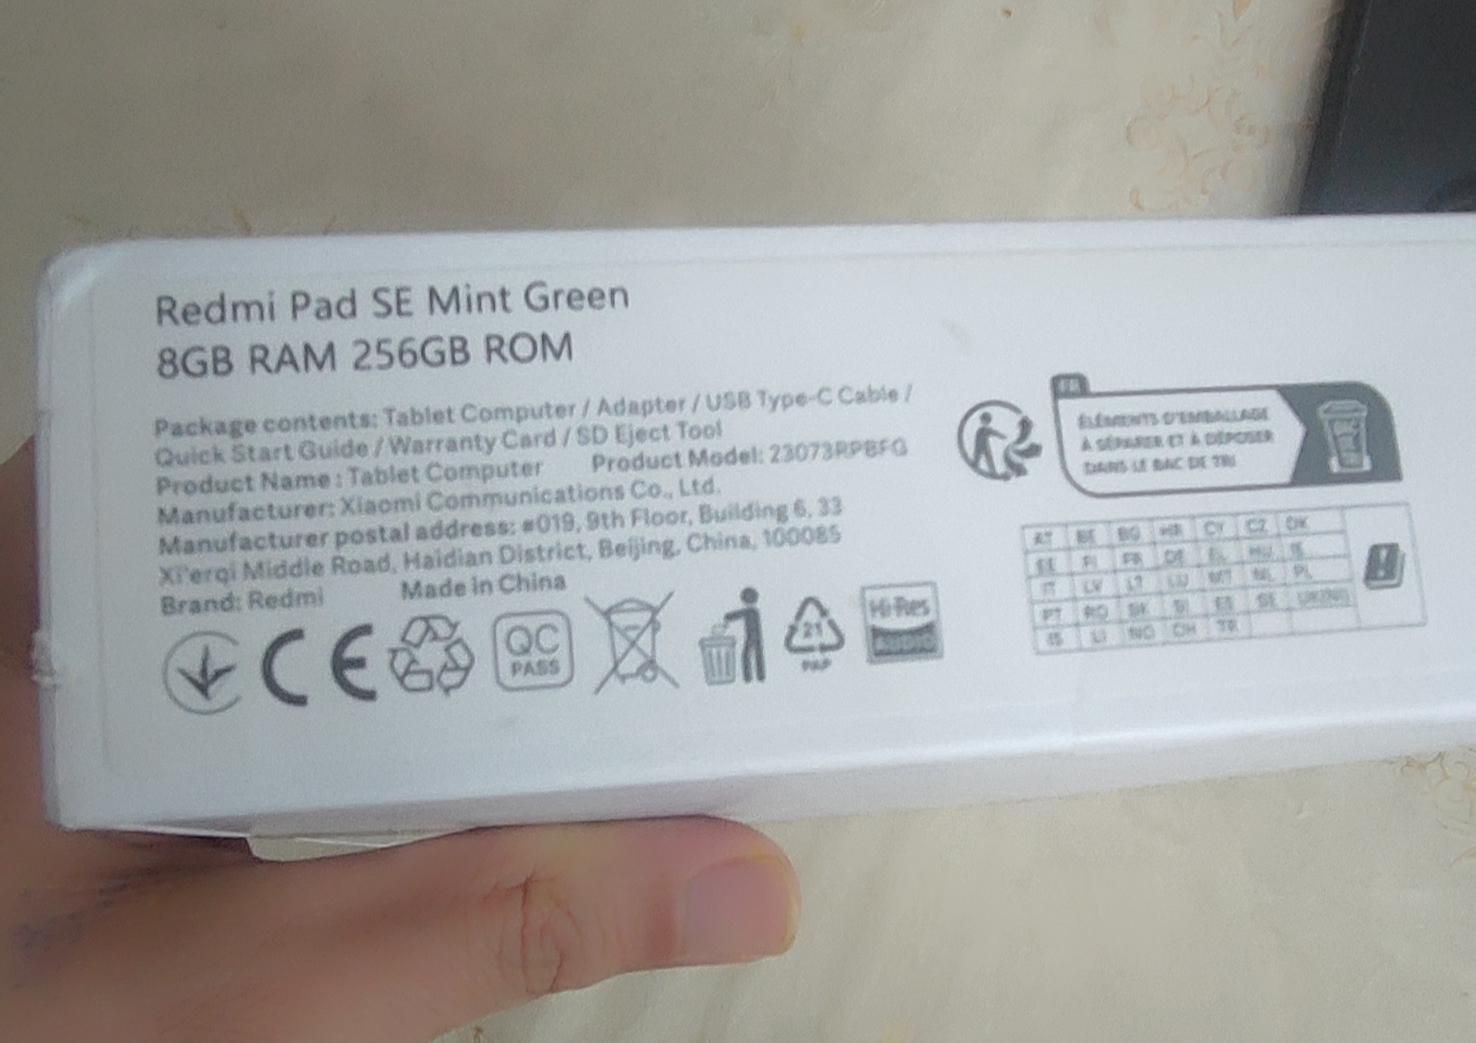 Redmi Pad SE Mint Green
8GB RAM 256GB ROM
Package contents: Tablet Computer / Adapter / USB Type-C Cable /
Quick Start Guide / Warranty Card / SD Eject Tool
Product Name: Tablet Computer Product Model: 23073RPBFG
Manufacturer: Xiaomi Communications Co., Ltd.
Manufacturer postal address: #019, 9th Floor, Building 6, 33
Xi'erqi Middle Road, Haidian District, Beijing, China, 100085
Brand: Redmi Made in China
CE
QC
PASS
21
PAP
Hi-Res
AUDIO
FR
ÉLÉMENTS D'EMBALLAGE
À SÉPARER ET À DÉPOSER
DANS LE BAC DE TRI
AT BE BG HR CY CZ DK
EE FI FR DE EL HU IE
IT LV LT LU MT NL PL
PT RO SK SI ES SE UK(NI)
IS LI NO CH TR